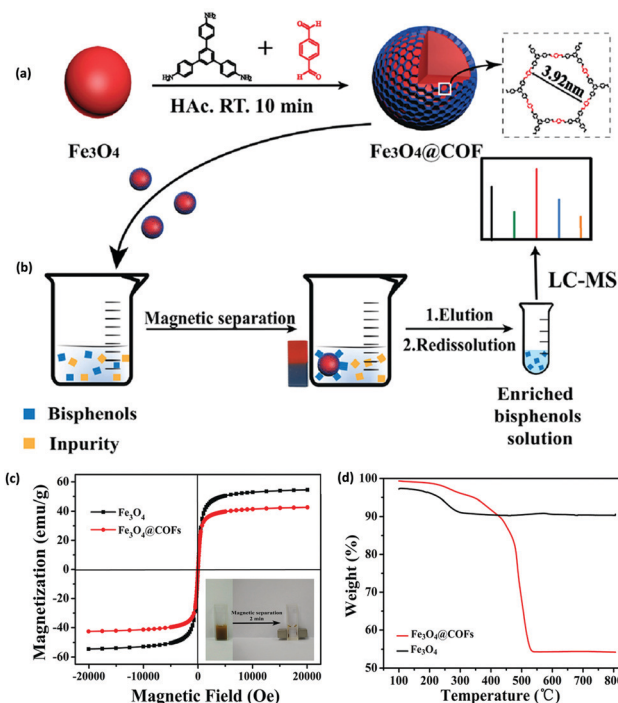 (a)
NH₂
+
O
H
NH₂
NH₂
O
H
HAc. RT. 10 min
3.92nm
Fe₃O₄
Fe₃O₄@COF
(b)
Magnetic separation
1.Elution
2.Redissolution
LC-MS
Enriched
bisphenols
solution
Bisphenols
Inpurity
(c)
Magnetization (emu/g)
60
40
20
0
-20
-40
-60
Fe₃O₄
Fe₃O₄@COFs
Magnetic separation
2 min
-20000
-10000
0
10000
20000
Magnetic Field (Oe)
(d)
Weight (%)
100
90
80
70
60
50
Fe₃O₄@COFs
Fe₃O₄
100 200 300 400 500 600 700 800
Temperature (℃)